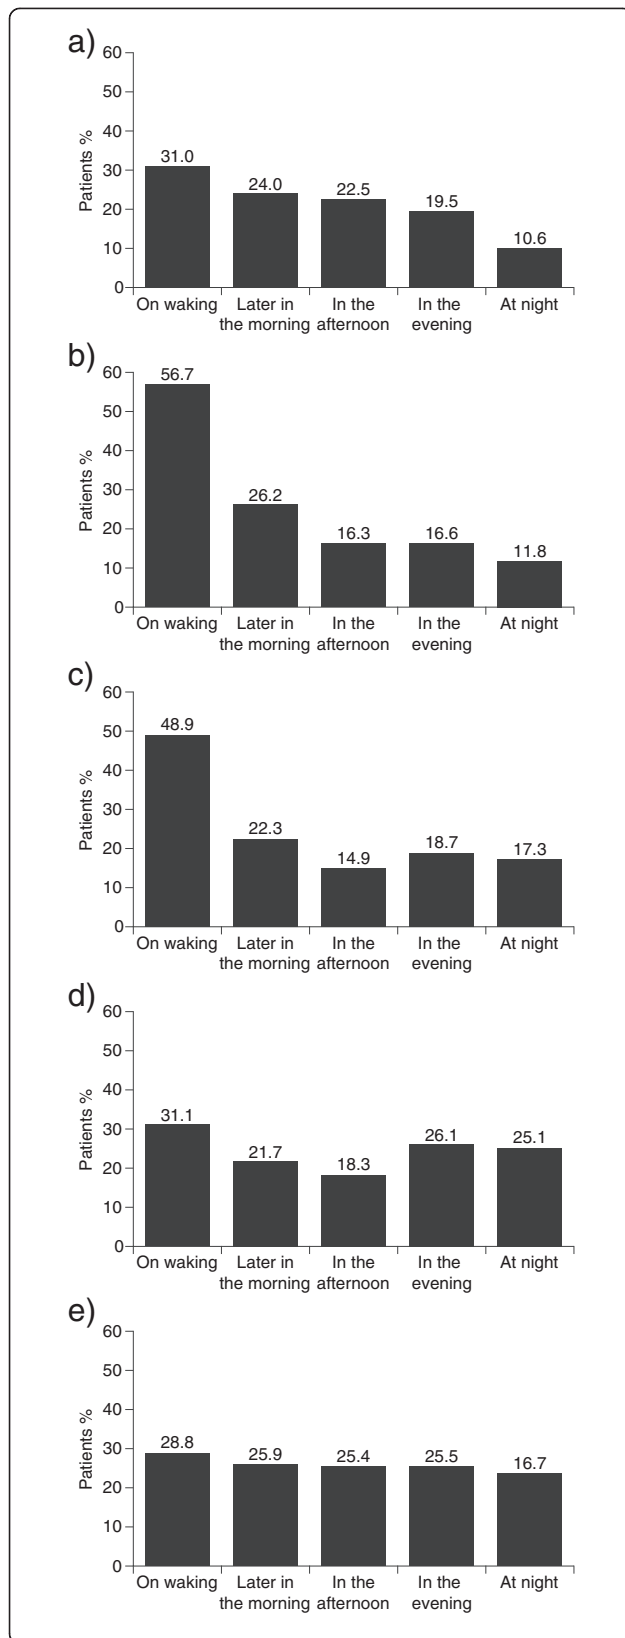 a)
60
50
40
30
20
10
0
Patients %
31.0
24.0
22.5
19.5
10.6
On waking
Later in
the morning
In the
afternoon
In the
evening
At night
b)
60
50
40
30
20
10
0
Patients %
56.7
26.2
16.3
16.6
11.8
On waking
Later in
the morning
In the
afternoon
In the
evening
At night
c)
60
50
40
30
20
10
0
Patients %
48.9
22.3
14.9
18.7
17.3
On waking
Later in
the morning
In the
afternoon
In the
evening
At night
d)
60
50
40
30
20
10
0
Patients %
31.1
21.7
18.3
26.1
25.1
On waking
Later in
the morning
In the
afternoon
In the
evening
At night
e)
60
50
40
30
20
10
0
Patients %
28.8
25.9
25.4
25.5
16.7
On waking
Later in
the morning
In the
afternoon
In the
evening
At night